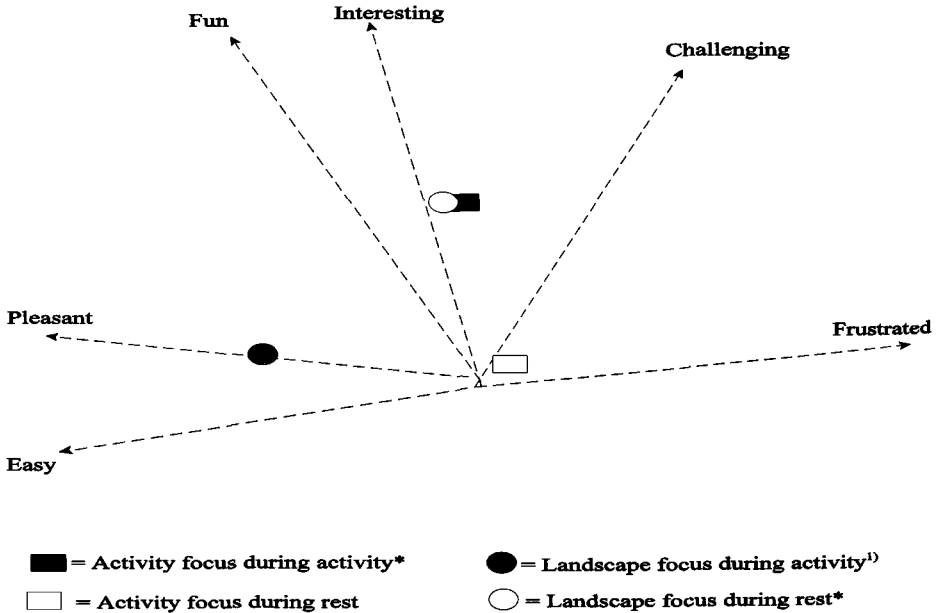 Interesting
Fun
Challenging
Pleasant
Frustrated
Easy
= Activity focus during activity*
= Landscape focus during activity¹⁾
= Activity focus during rest
= Landscape focus during rest*